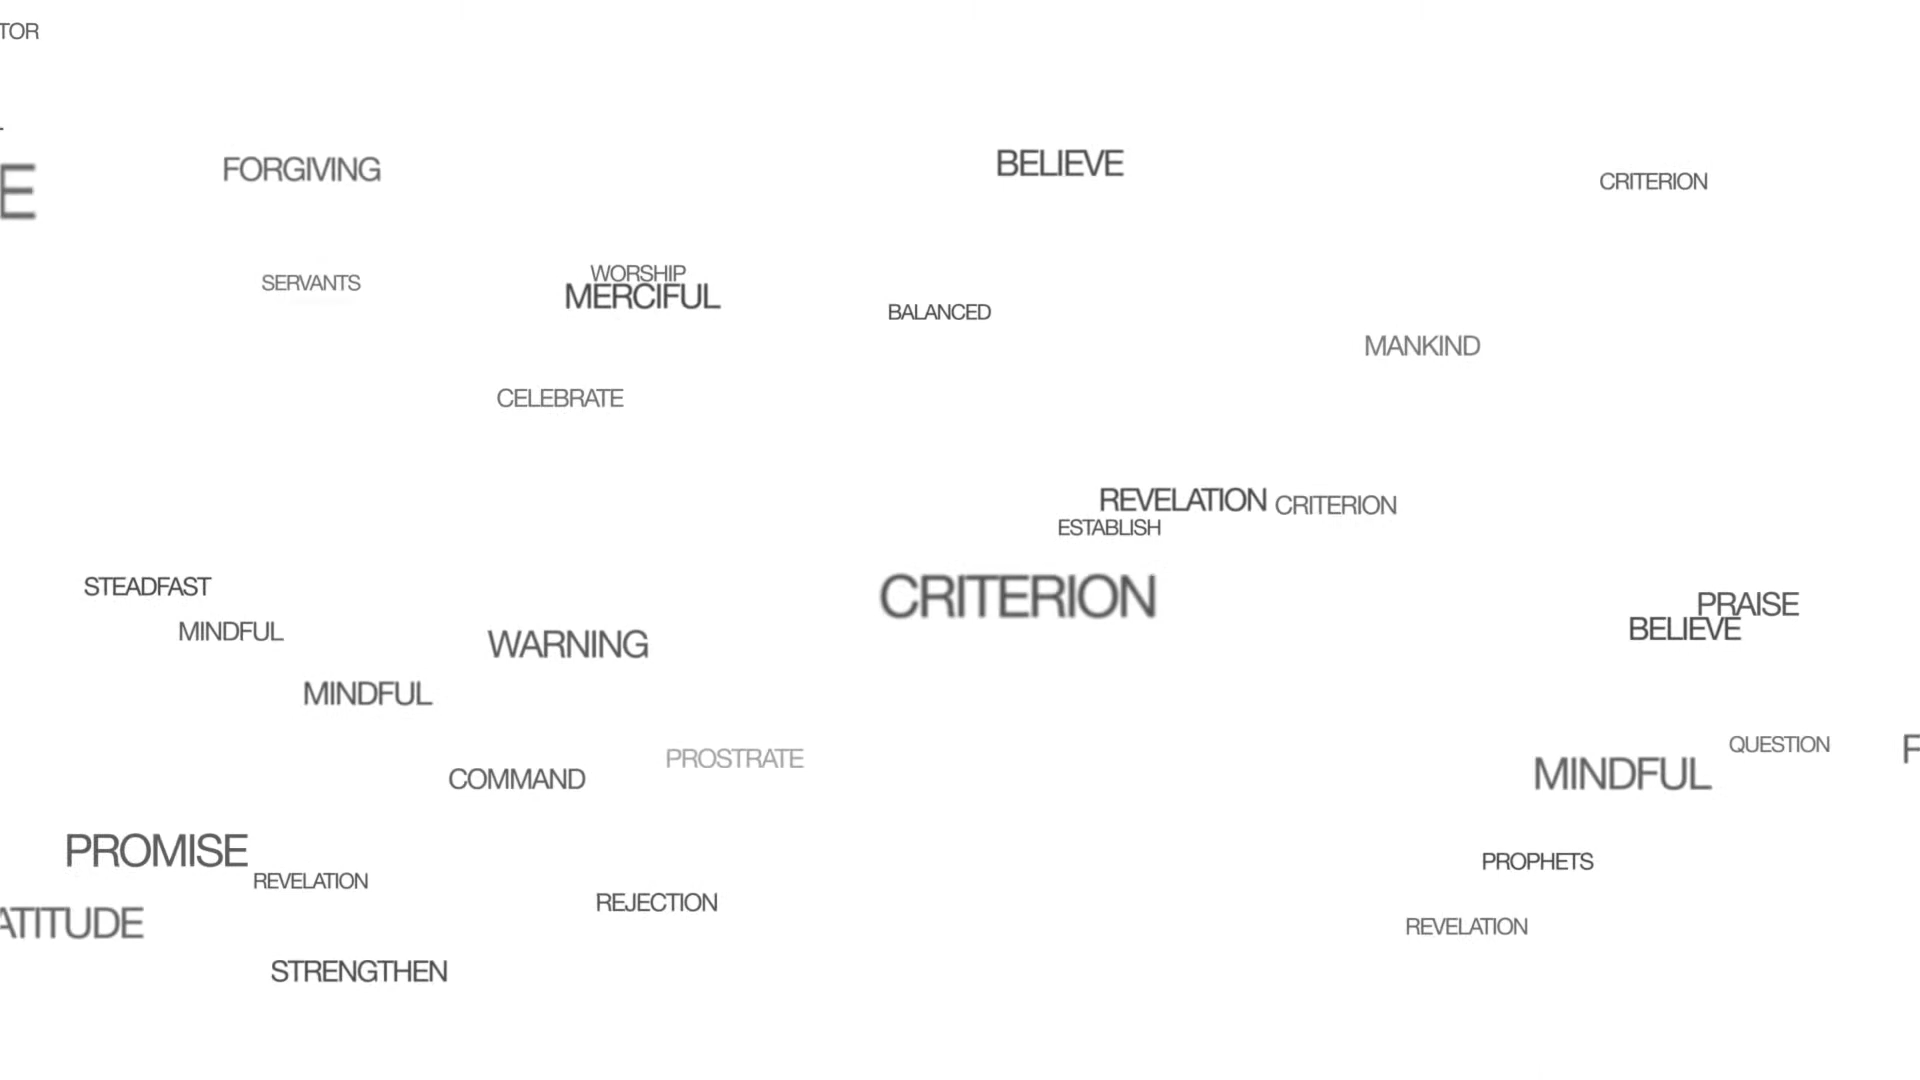 TOR
FORGIVING
BELIEVE
CRITERION
E
SERVANTS
WORSHIP
MERCIFUL
BALANCED
MANKIND
CELEBRATE
REVELATION CRITERION
ESTABLISH
CRITERION
STEADFAST
MINDFUL
WARNING
PRAISE
BELIEVE
MINDFUL
PROSTRATE
COMMAND
QUESTION
MINDFUL
PROMISE
REVELATION
PROPHETS
REJECTION
ATITUDE
REVELATION
STRENGTHEN